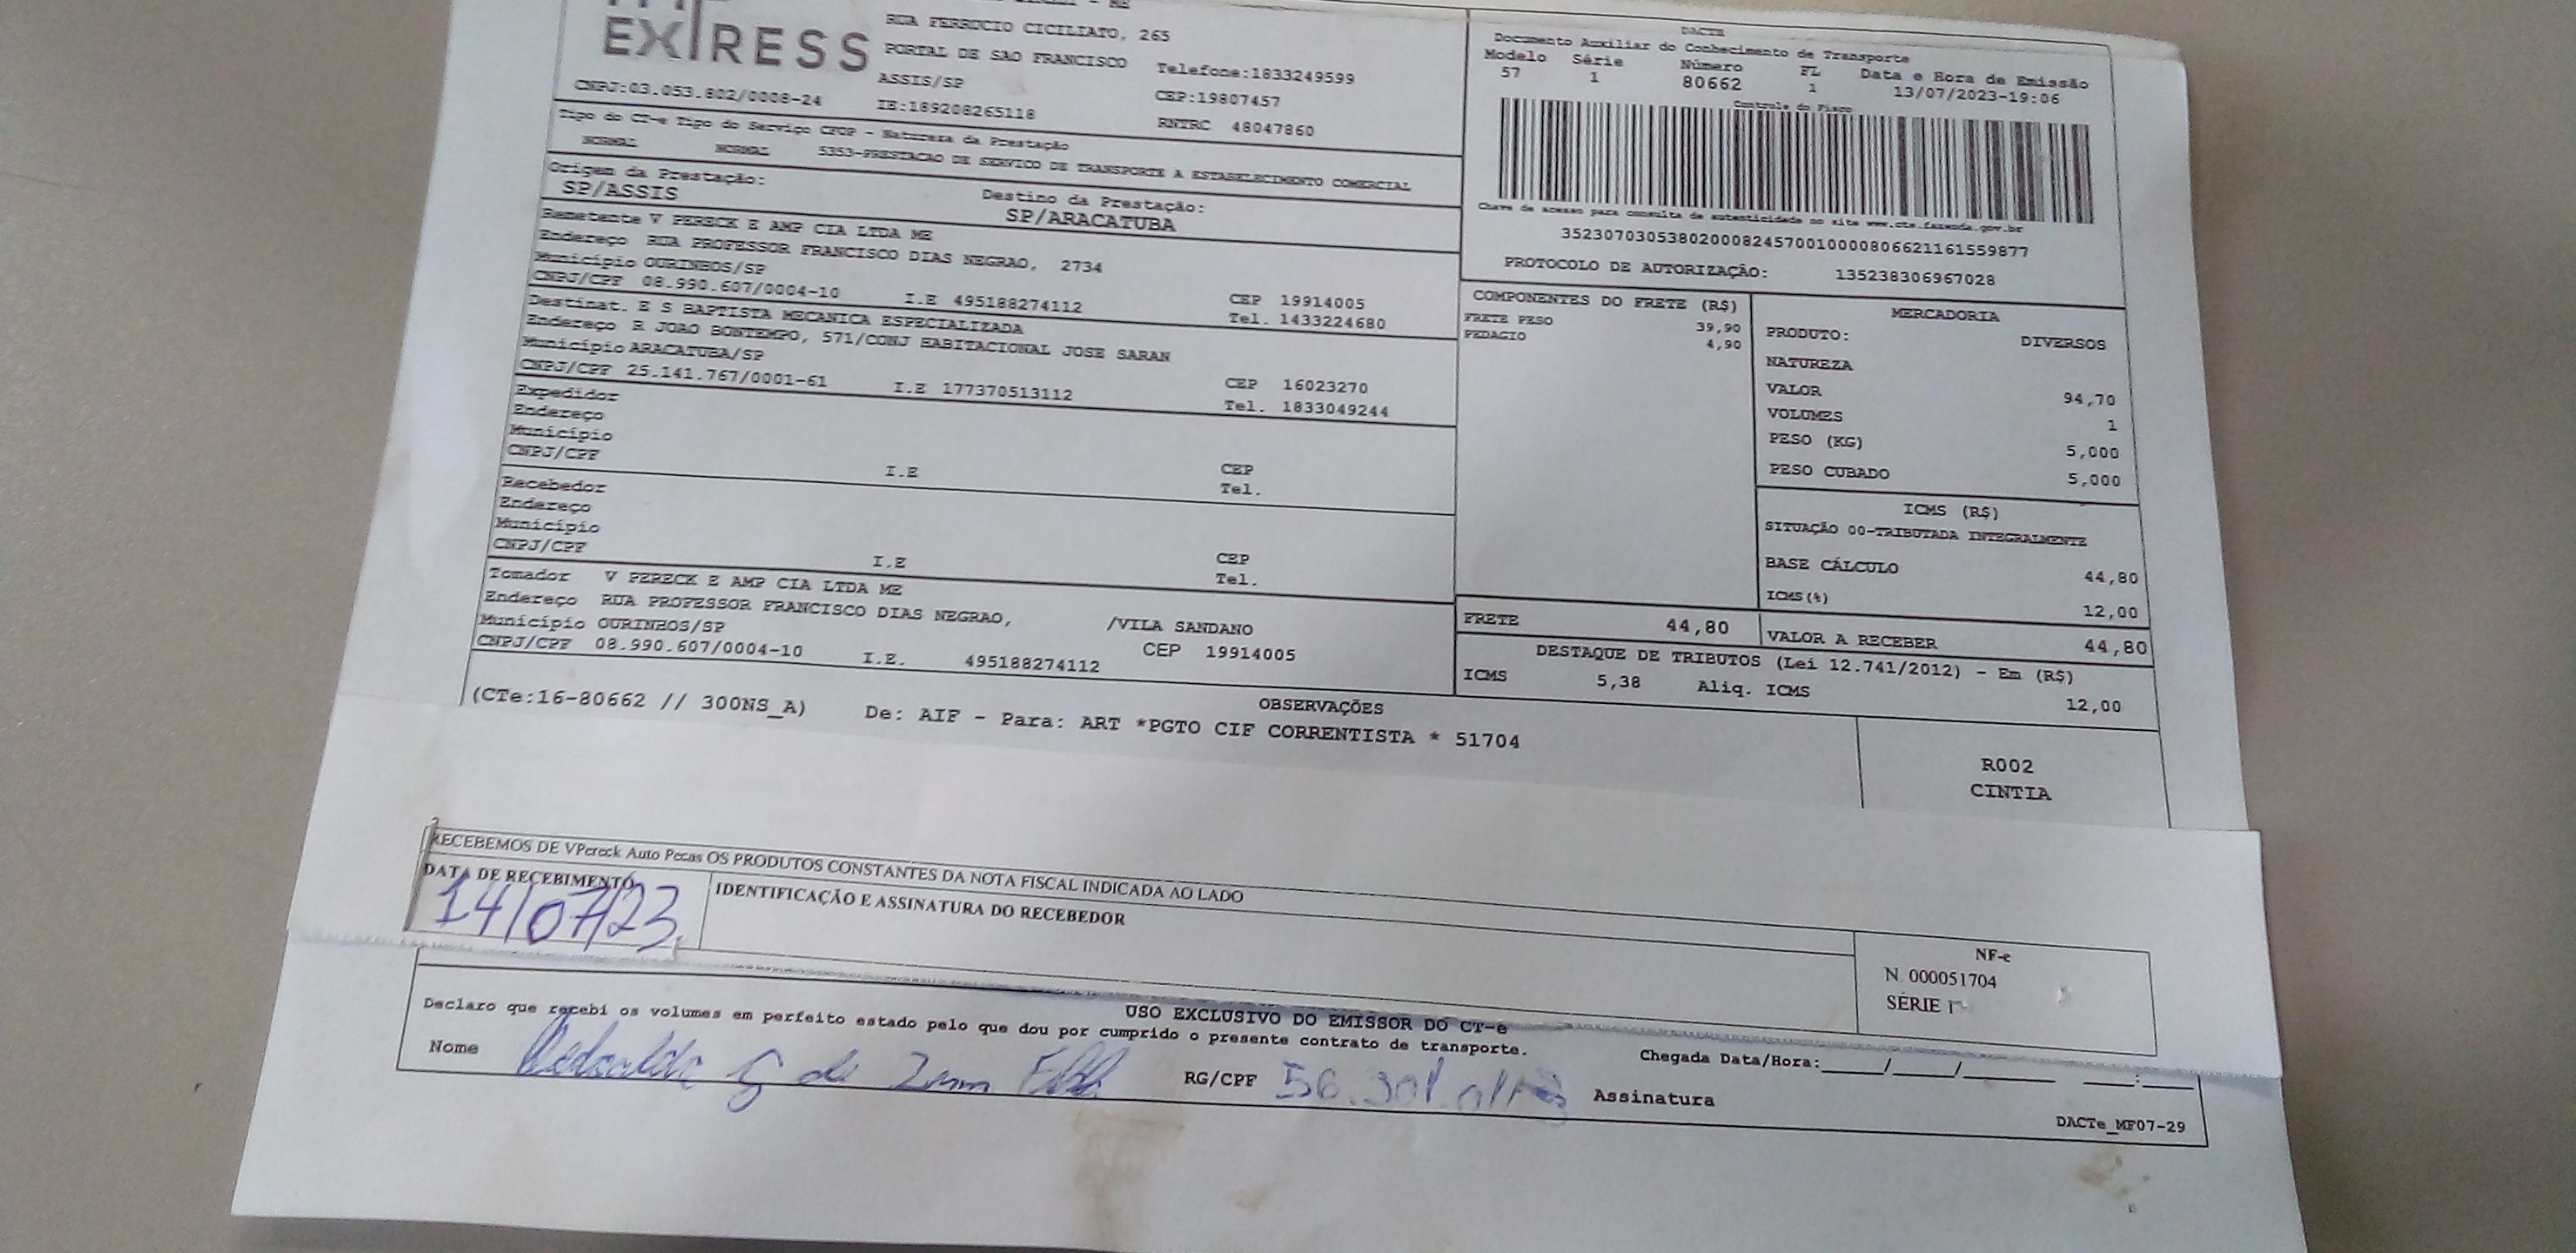 EXPRESS
RUA FERROCIO CICILIATO, 265
PORTAL DE SAO FRANCISCO
ASSIS/SP
Telefone:1833249599
CEP:19807457
CNPJ:03.053.802/0008-24
IE:189208265118
RNTRC 48047860
DACTE
Documento Auxiliar do Conhecimento de Transporte
Modelo Série Número FL Data e Hora de Emissão
57 1 80662 1 13/07/2023-19:06
Controle do Fisco
Chave de acesso para consulta de autenticidade no site www.cte.fazenda.gov.br
35230703053802000824570010000806621161559877
PROTOCOLO DE AUTORIZAÇÃO: 135238306967028
Tipo do CT-e Tipo do Serviço CFOP - Natureza da Prestação
NORMAL NORMAL 5353-PRESTACAO DE SERVICO DE TRANSPORTE A ESTABELECIMENTO COMERCIAL
Origem da Prestação: Destino da Prestação:
SP/ASSIS SP/ARACATUBA
Remetente V PERECK E AMP CIA LTDA ME
Endereço RUA PROFESSOR FRANCISCO DIAS NEGRAO, 2734
Município OURINHOS/SP CEP 19914005
CNPJ/CPF 08.990.607/0004-10 I.E 495188274112 Tel. 1433224680
Destinat. E S BAPTISTA MECANICA ESPECIALIZADA
Endereço R JOAO BONTEMPO, 571/CONJ HABITACIONAL JOSE SARAN
Município ARACATUBA/SP CEP 16023270
CNPJ/CPF 25.141.767/0001-61 I.E 177370513112 Tel. 1833049244
Expedidor
Endereço
Município CEP
CNPJ/CPF I.E Tel.
Recebedor
Endereço
Município CEP
CNPJ/CPF I.E Tel.
Tomador V PERECK E AMP CIA LTDA ME
Endereço RUA PROFESSOR FRANCISCO DIAS NEGRAO, /VILA SANDANO
Município OURINHOS/SP CEP 19914005
CNPJ/CPF 08.990.607/0004-10 I.E. 495188274112
COMPONENTES DO FRETE (R$)
FRETE PESO 39,90
PEDAGIO 4,90
MERCADORIA
PRODUTO: DIVERSOS
NATUREZA
VALOR 94,70
VOLUMES 1
PESO (KG) 5,000
PESO CUBADO 5,000
ICMS (R$)
SITUAÇÃO 00-TRIBUTADA INTEGRALMENTE
BASE CÁLCULO 44,80
ICMS(%) 12,00
FRETE 44,80 VALOR A RECEBER 44,80
DESTAQUE DE TRIBUTOS (Lei 12.741/2012) - Em (R$)
ICMS 5,38 Aliq. ICMS 12,00
OBSERVAÇÕES
(CTe:16-80662 // 300NS_A) De: AIF - Para: ART *PGTO CIF CORRENTISTA * 51704
R002
CINTIA
RECEBEMOS DE VPereck Auto Pecas OS PRODUTOS CONSTANTES DA NOTA FISCAL INDICADA AO LADO
DATA DE RECEBIMENTO IDENTIFICAÇÃO E ASSINATURA DO RECEBEDOR
14/07/23
NF-e
N. 000051704
SÉRIE 1
USO EXCLUSIVO DO EMISSOR DO CT-e
Declaro que recebi os volumes em perfeito estado pelo que dou por cumprido o presente contrato de transporte.
Chegada Data/Hora:____/____/______ ____:____
Nome RG/CPF Assinatura
DACTe_MF07-29